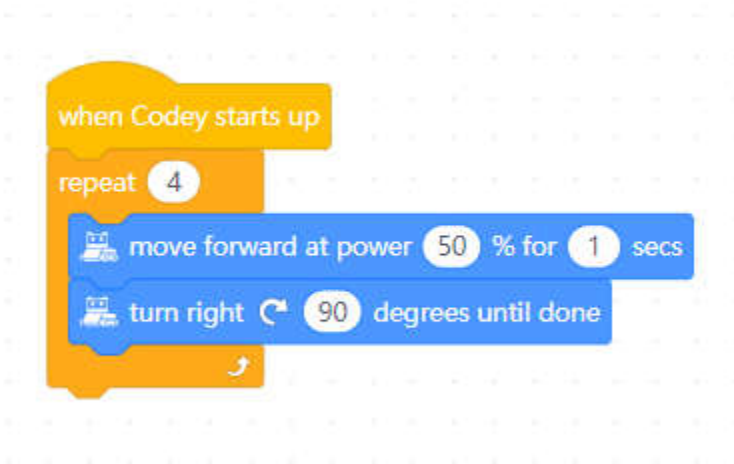 when Codey starts up
repeat 4
move forward at power 50 % for 1 secs
turn right 90 degrees until done